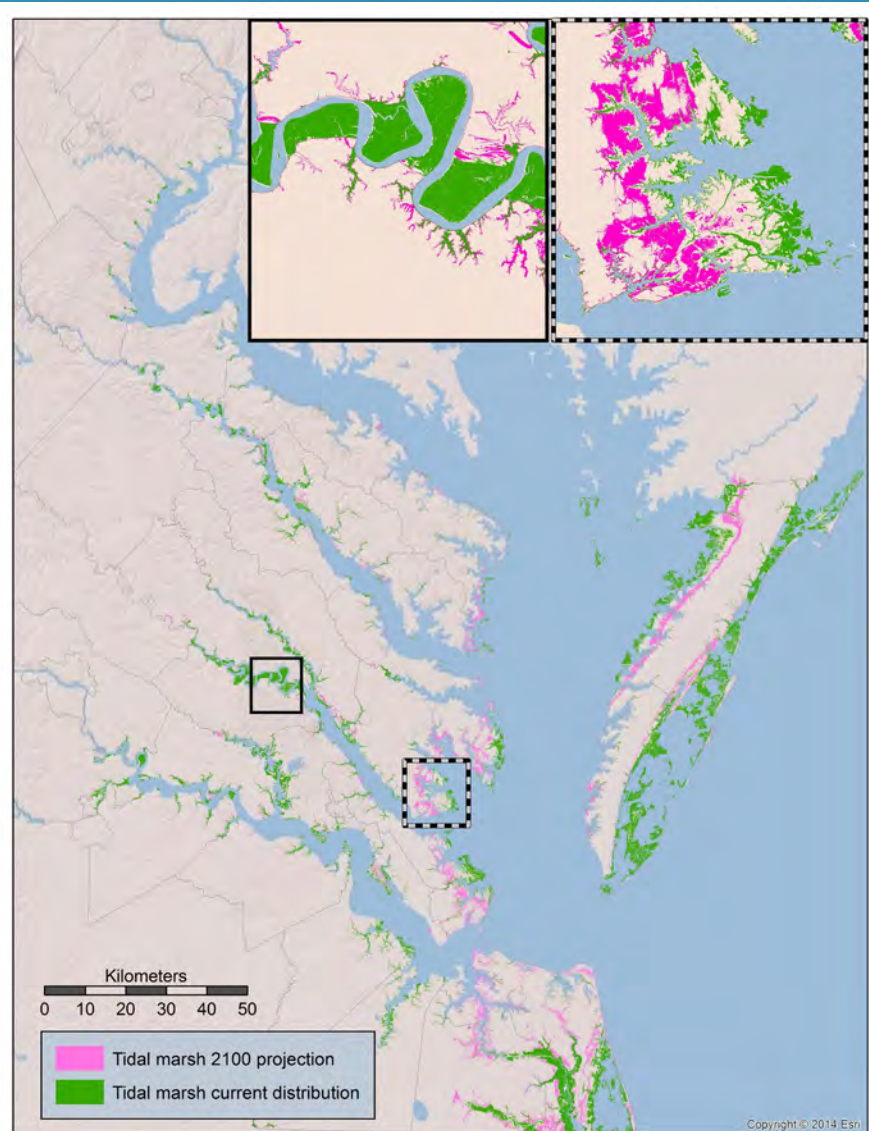 Kilometers
0 10 20 30 40 50
Tidal marsh 2100 projection
Tidal marsh current distribution
Copyright © 2014 Esri